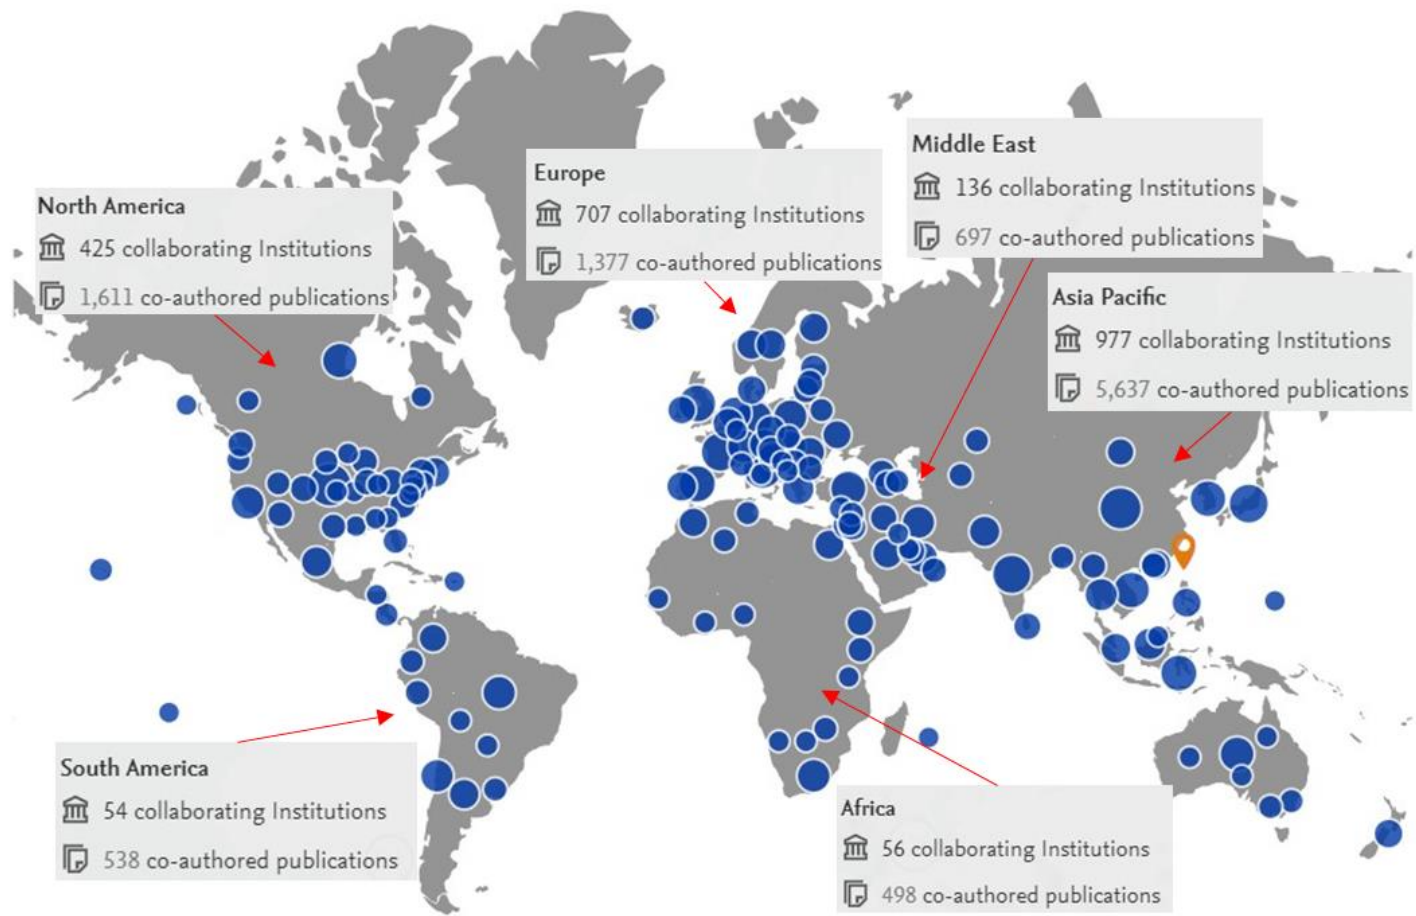 Middle East
136 collaborating Institutions
697 co-authored publications
Europe
707 collaborating Institutions
1,377 co-authored publications
North America
425 collaborating Institutions
1,611 co-authored publications
Asia Pacific
977 collaborating Institutions
5,637 co-authored publications
South America
54 collaborating Institutions
538 co-authored publications
Africa
56 collaborating Institutions
498 co-authored publications